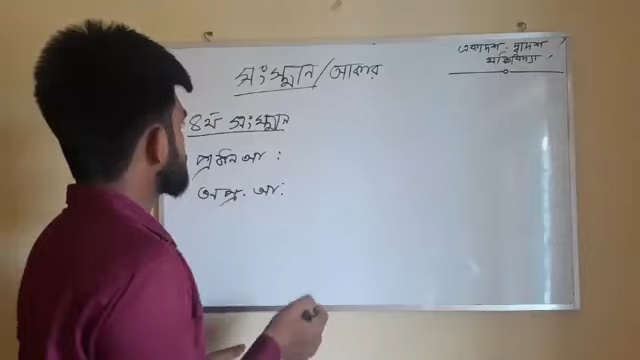 সংস্থান/আকার
একাদশ-দ্বাদশ
যুক্তিবিদ্যা
৪র্থ সংস্থান
প্রধান আ:
অপ্র. আ: